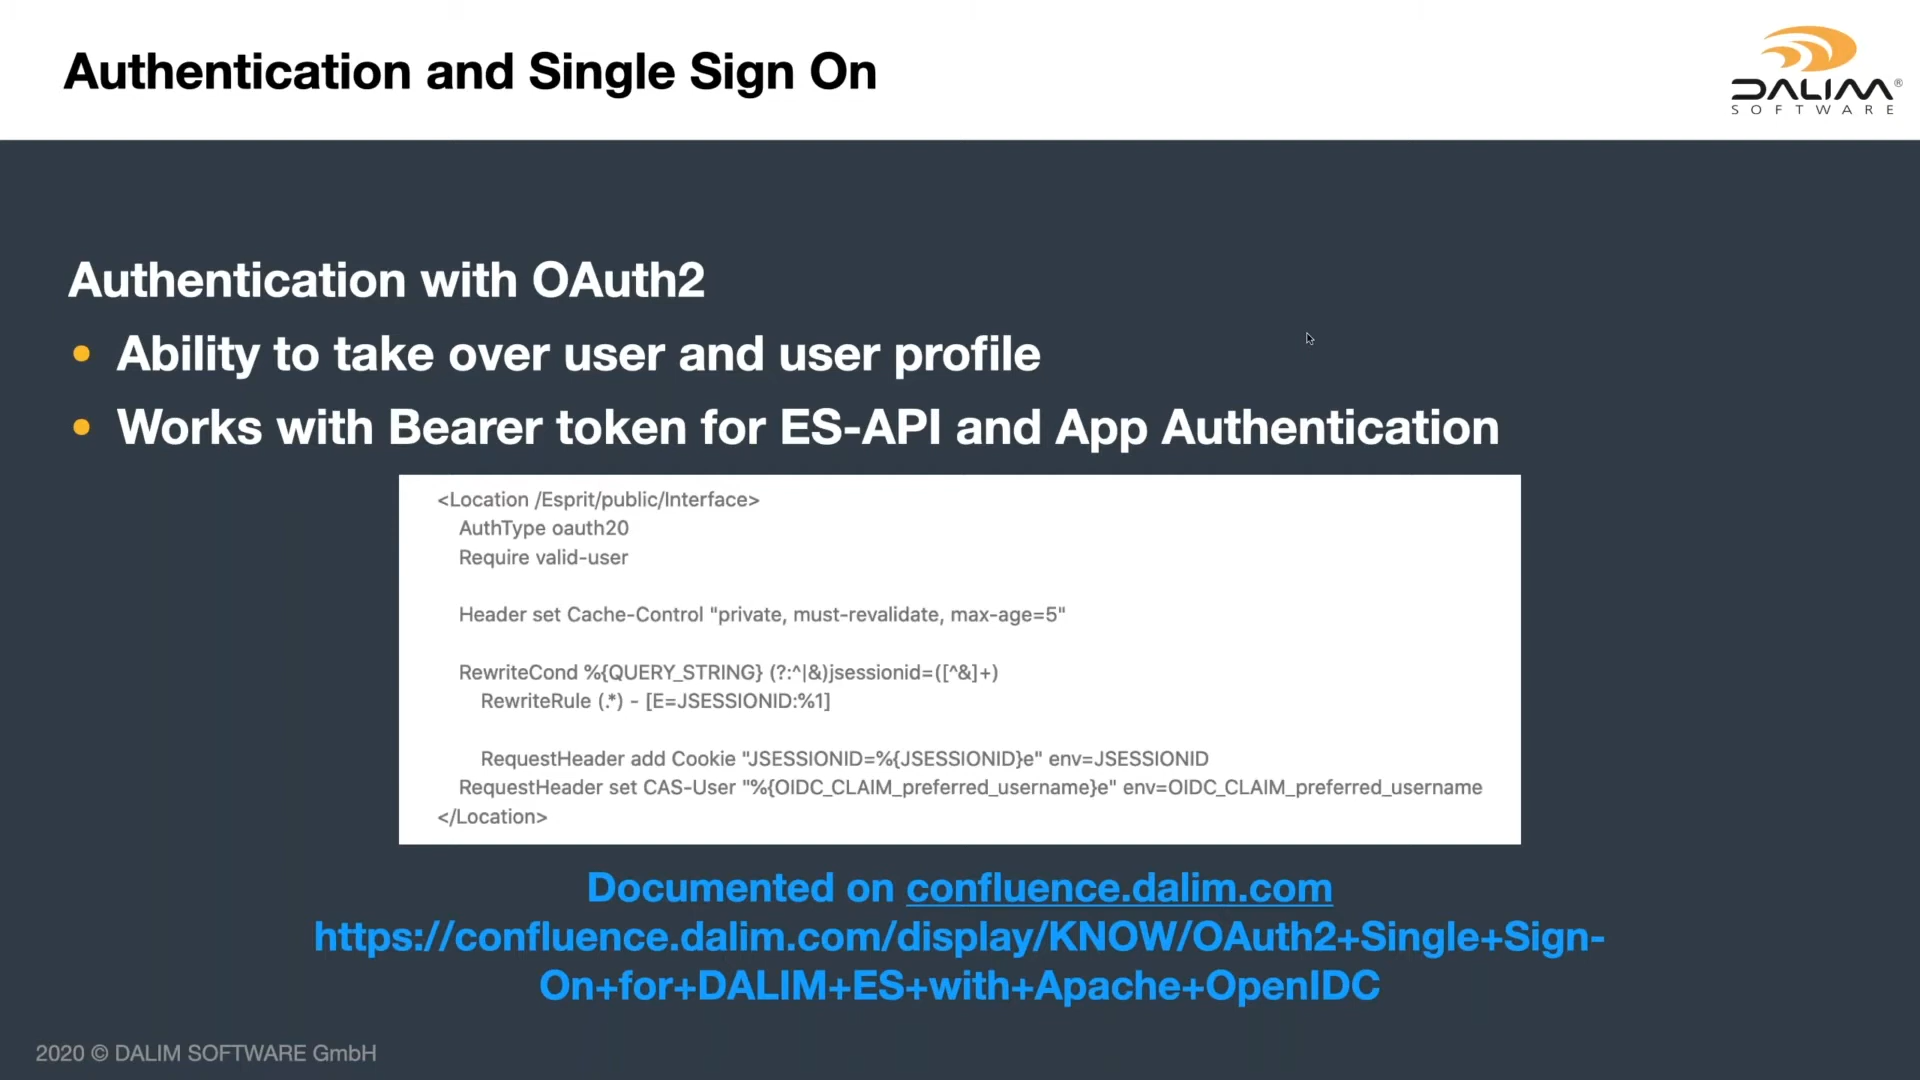 Authentication and Single Sign On
DALIM®
SOFTWARE
Authentication with OAuth2
• Ability to take over user and user profile
• Works with Bearer token for ES-API and App Authentication
<Location /Esprit/public/Interface>
AuthType oauth20
Require valid-user
Header set Cache-Control "private, must-revalidate, max-age=5"
RewriteCond %{QUERY_STRING} (?:^|&)jsessionid=([^&]+)
RewriteRule (.*) - [E=JSESSIONID:%1]
RequestHeader add Cookie "JSESSIONID=%{JSESSIONID}e" env=JSESSIONID
RequestHeader set CAS-User "%{OIDC_CLAIM_preferred_username}e" env=OIDC_CLAIM_preferred_username
</Location>
Documented on confluence.dalim.com
https://confluence.dalim.com/display/KNOW/OAuth2+Single+Sign-
On+for+DALIM+ES+with+Apache+OpenIDC
2020 © DALIM SOFTWARE GmbH